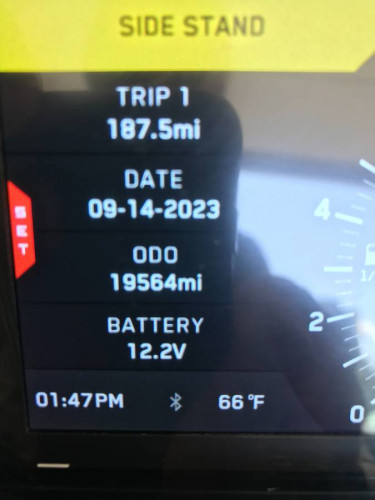 SIDE STAND
TRIP 1
187.5mi
DATE
09-14-2023
SET
ODO
19564mi
BATTERY
12.2V
01:47PM 66°F
4
2
0
1/